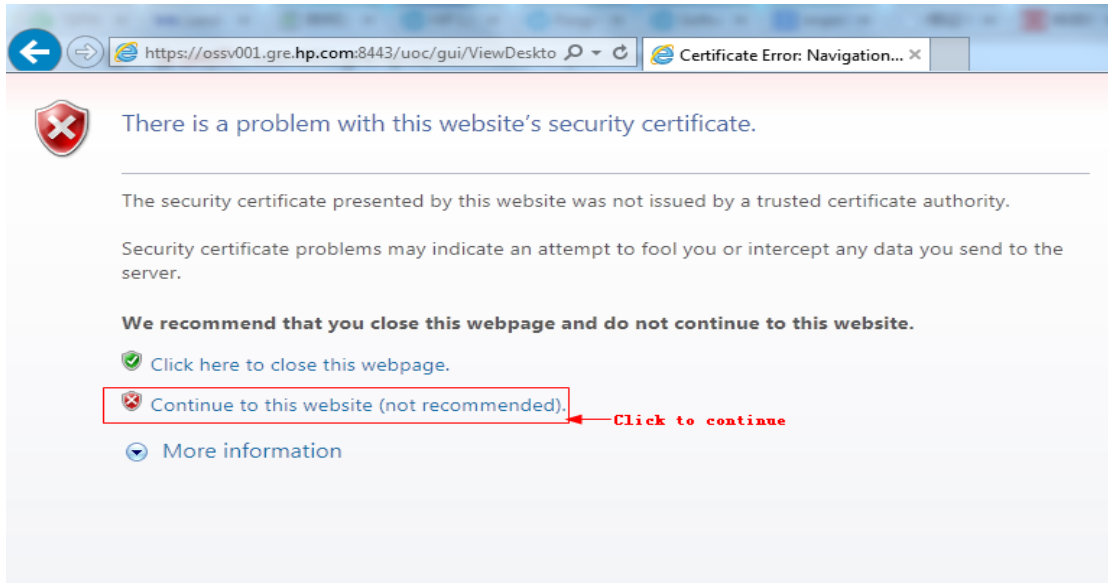 https://ossv001.gre.hp.com:8443/uoc/gui/ViewDeskto
Certificate Error: Navigation...
There is a problem with this website's security certificate.
The security certificate presented by this website was not issued by a trusted certificate authority.
Security certificate problems may indicate an attempt to fool you or intercept any data you send to the
server.
We recommend that you close this webpage and do not continue to this website.
Click here to close this webpage.
Continue to this website (not recommended).
Click to continue
More information